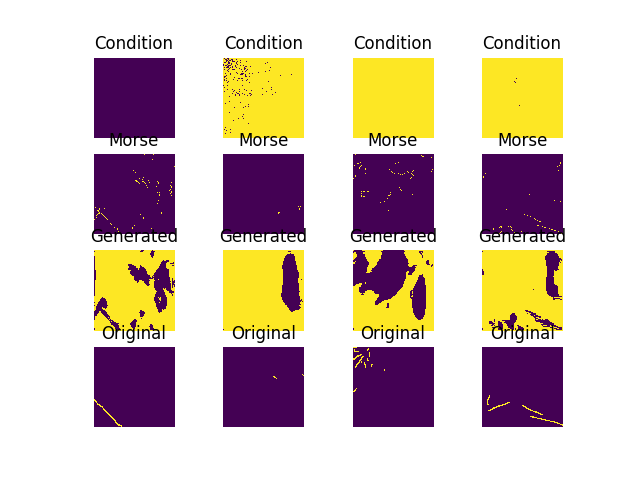 Condition Condition Condition Condition
Morse Morse Morse Morse
Generated Generated Generated Generated
Original Original Original Original